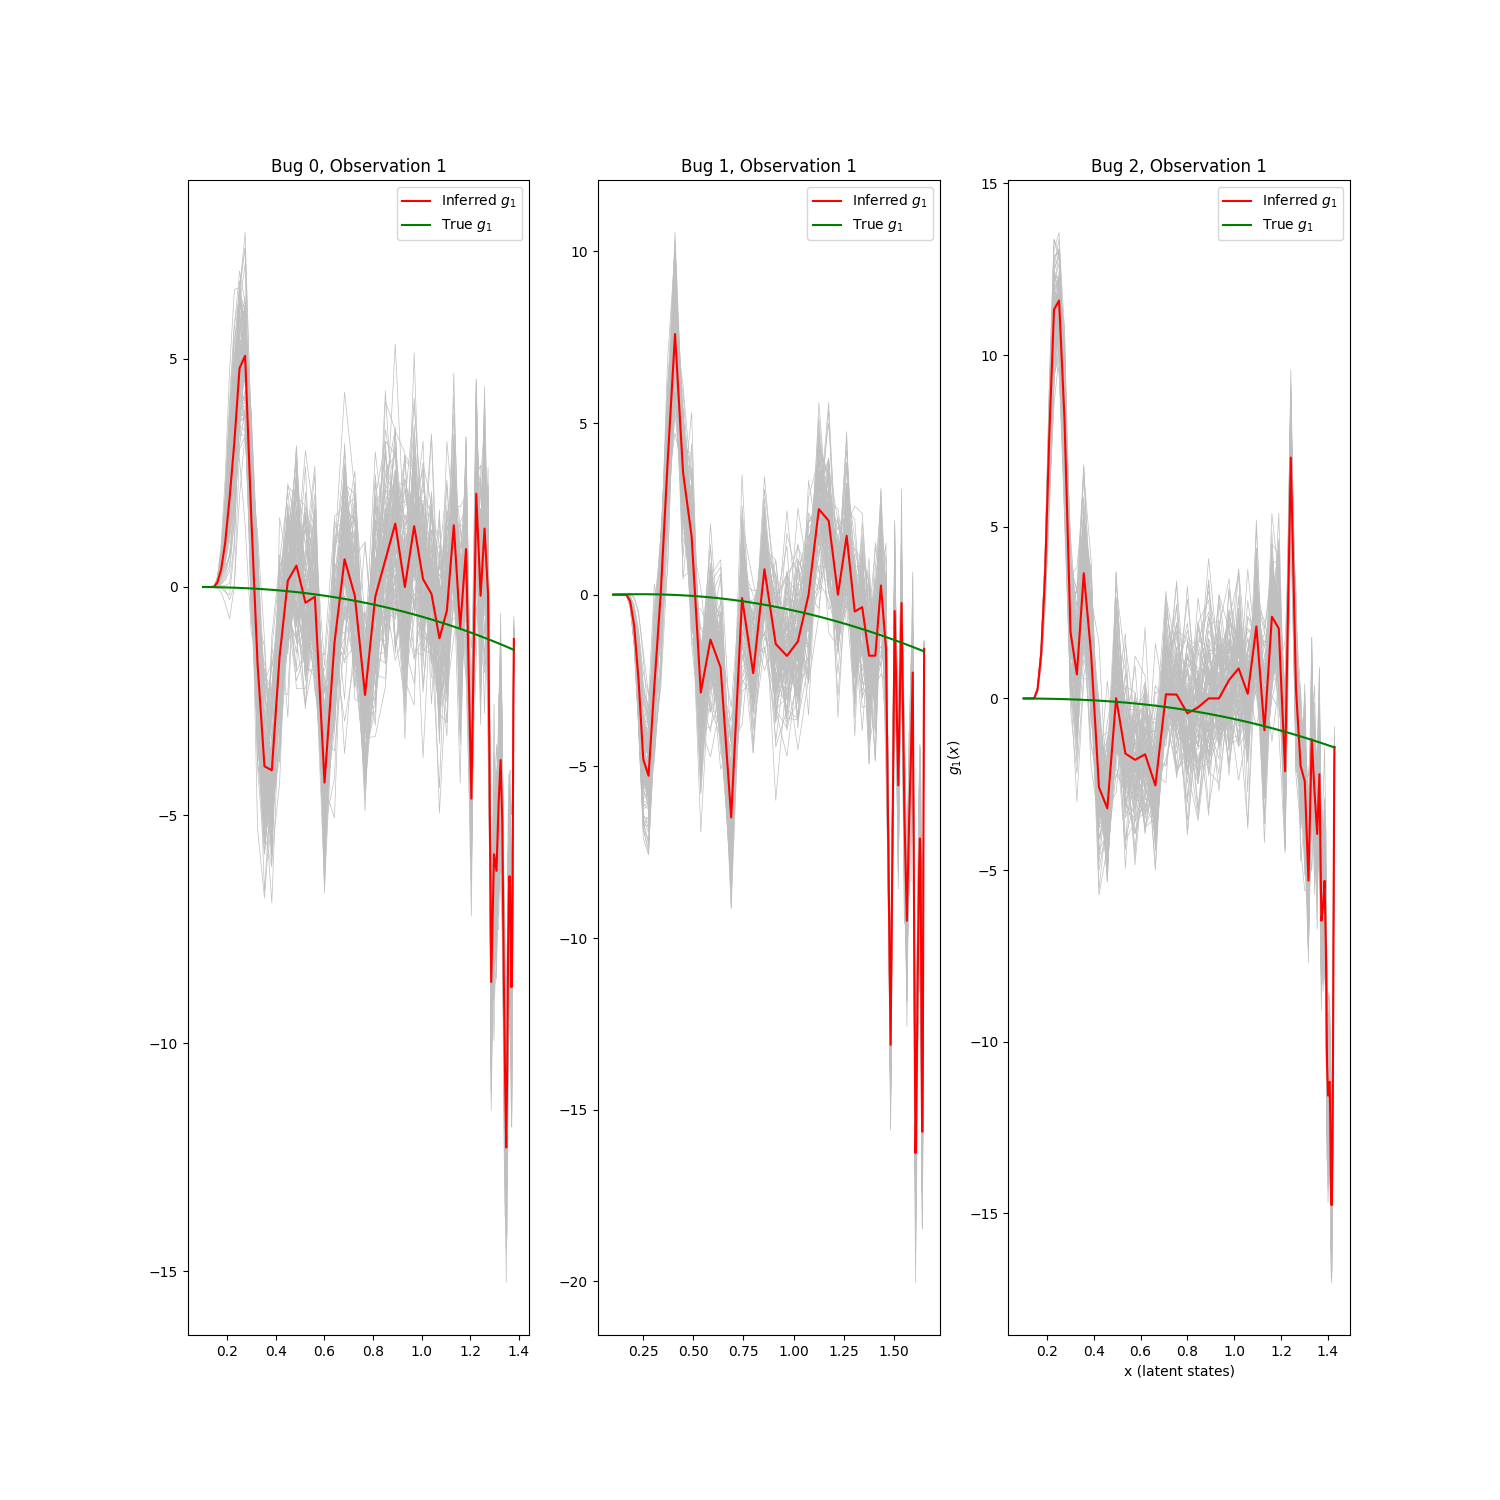 Bug 0, Observation 1
Inferred g₁
True g₁
5
0
−5
−10
−15
0.2 0.4 0.6 0.8 1.0 1.2 1.4
Bug 1, Observation 1
Inferred g₁
True g₁
10
5
0
−5
−10
−15
−20
0.25 0.50 0.75 1.00 1.25 1.50
Bug 2, Observation 1
Inferred g₁
True g₁
15
10
5
0
−5
−10
−15
g₁(x)
0.2 0.4 0.6 0.8 1.0 1.2 1.4
x (latent states)